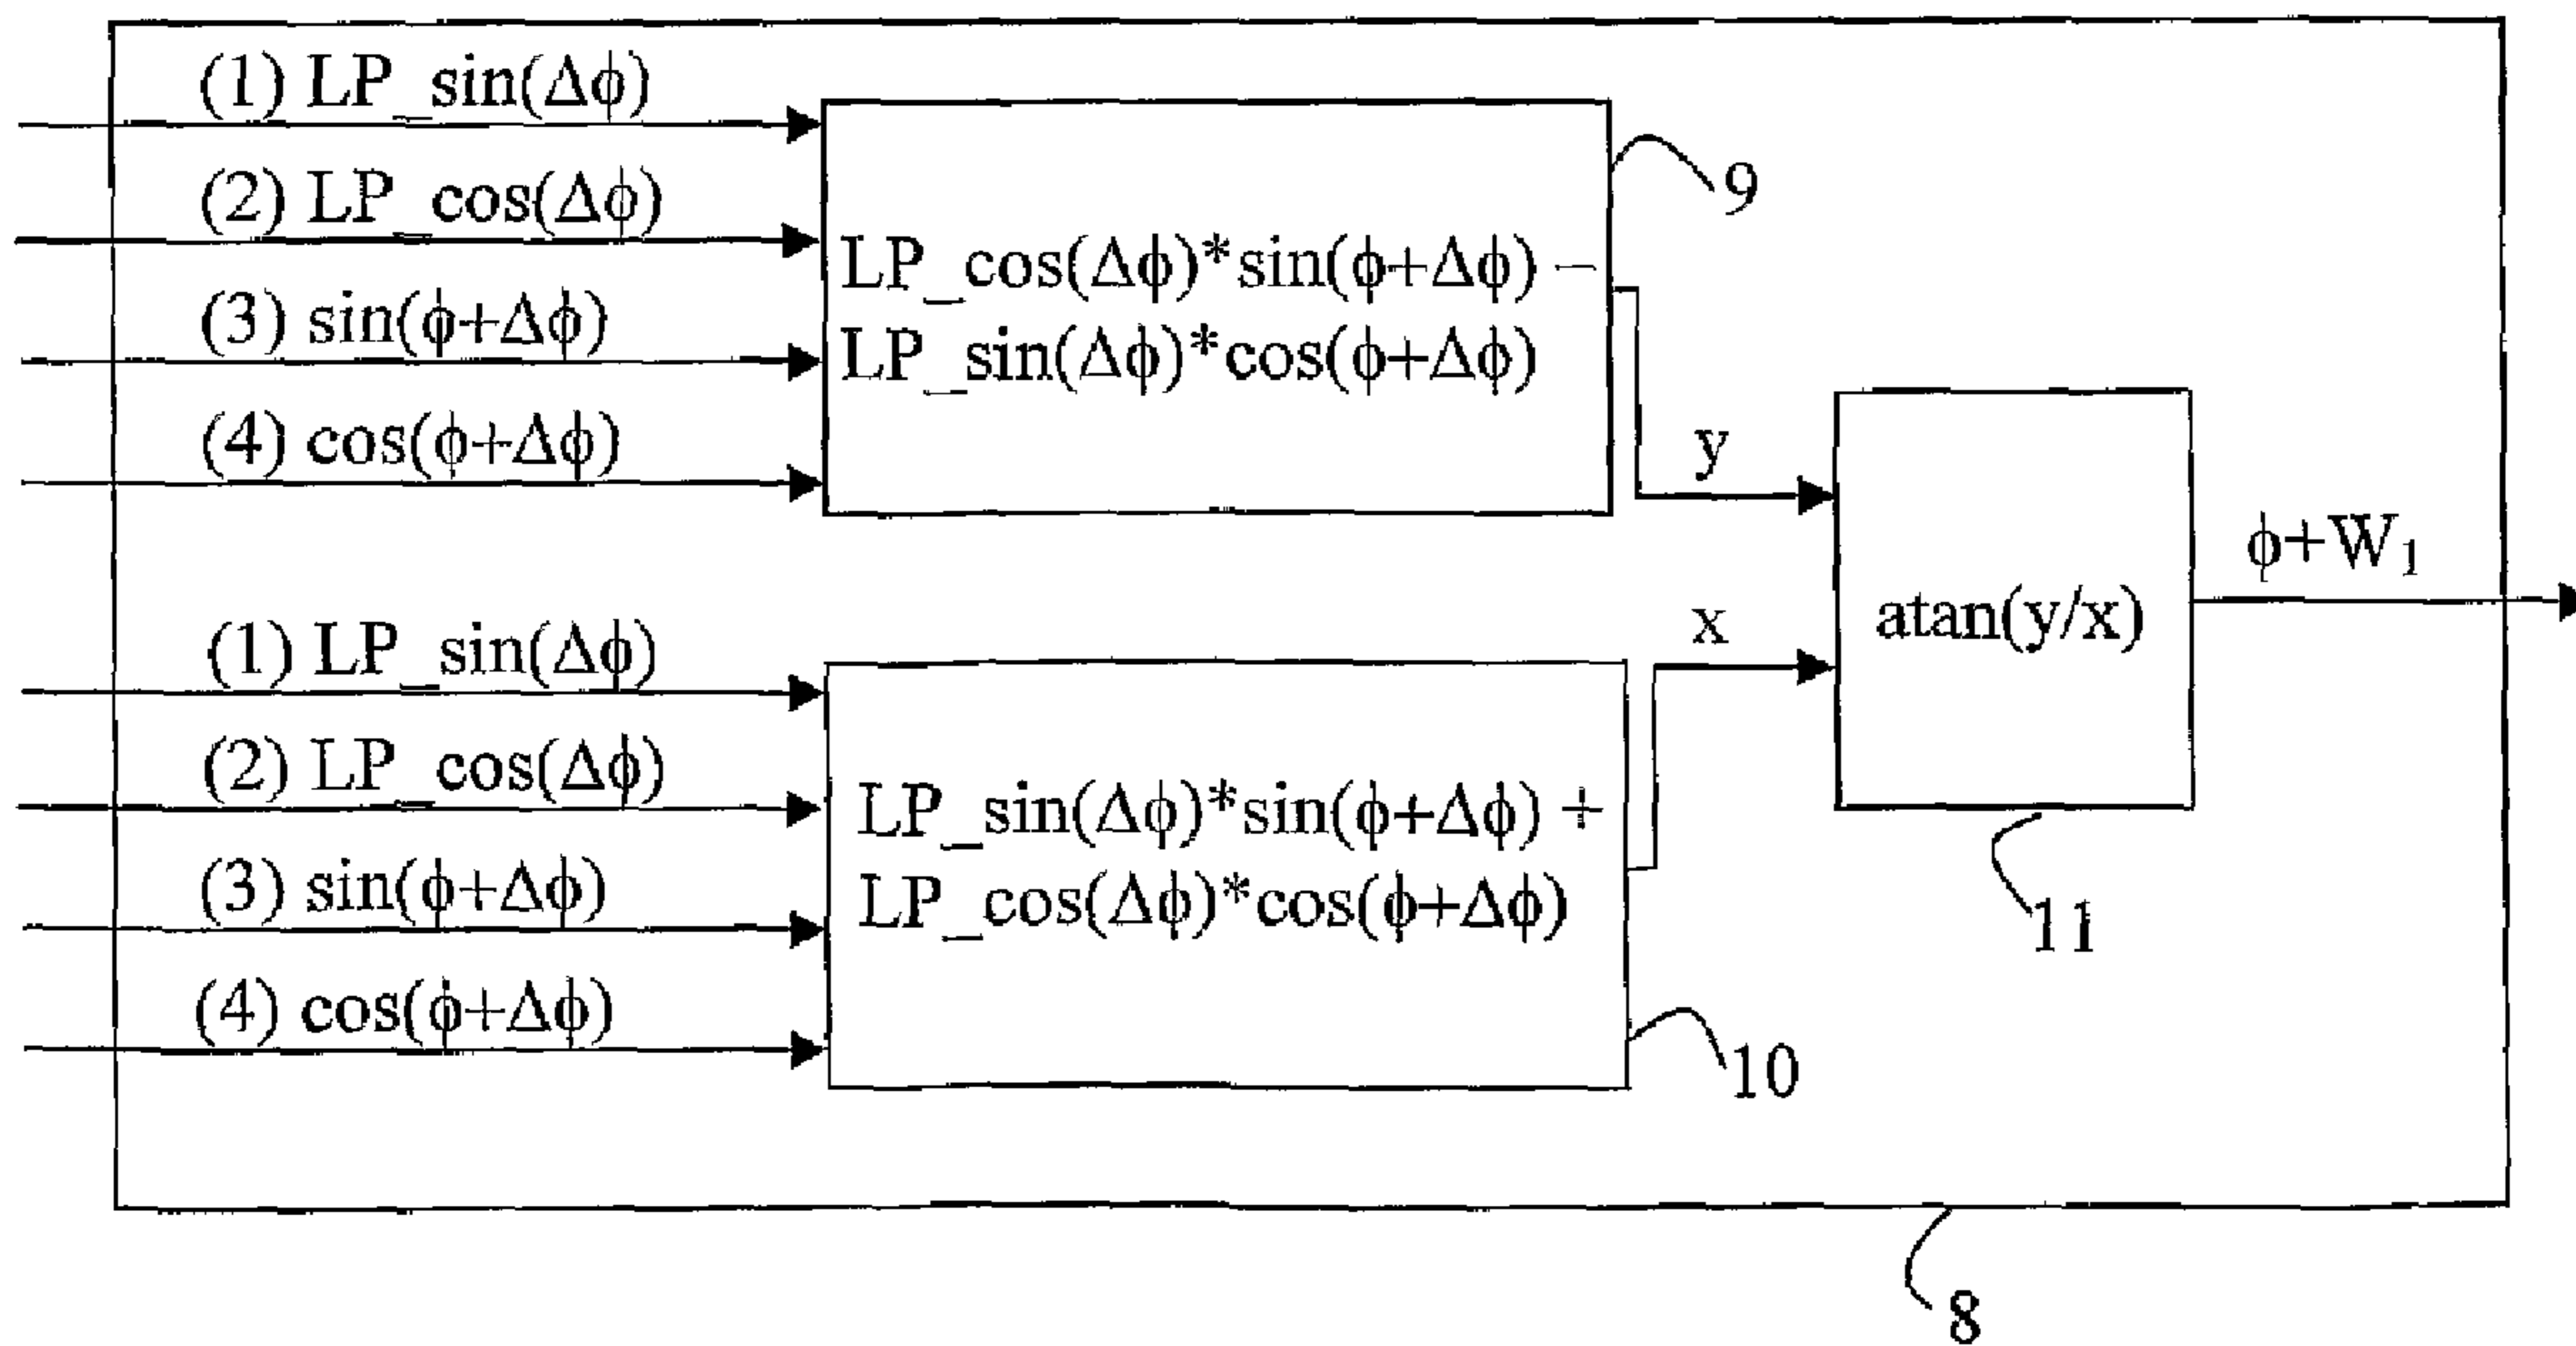 (1) LP_sin(Δϕ)
(2) LP_cos(Δϕ)
(3) sin(ϕ+Δϕ)
(4) cos(ϕ+Δϕ)
LP_cos(Δϕ)*sin(ϕ+Δϕ) –
LP_sin(Δϕ)*cos(ϕ+Δϕ)
9
y
(1) LP_sin(Δϕ)
(2) LP_cos(Δϕ)
(3) sin(ϕ+Δϕ)
(4) cos(ϕ+Δϕ)
LP_sin(Δϕ)*sin(ϕ+Δϕ) +
LP_cos(Δϕ)*cos(ϕ+Δϕ)
10
x
atan(y/x)
11
ϕ+W₁
8